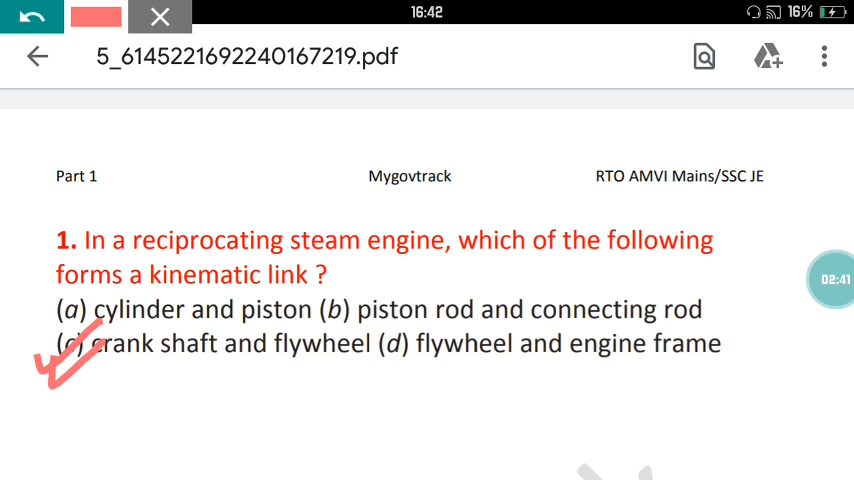 16:42
16%
5_6145221692240167219.pdf
Part 1 Mygovtrack RTO AMVI Mains/SSC JE
1. In a reciprocating steam engine, which of the following
forms a kinematic link ?
(a) cylinder and piston (b) piston rod and connecting rod
(c) crank shaft and flywheel (d) flywheel and engine frame
02:41